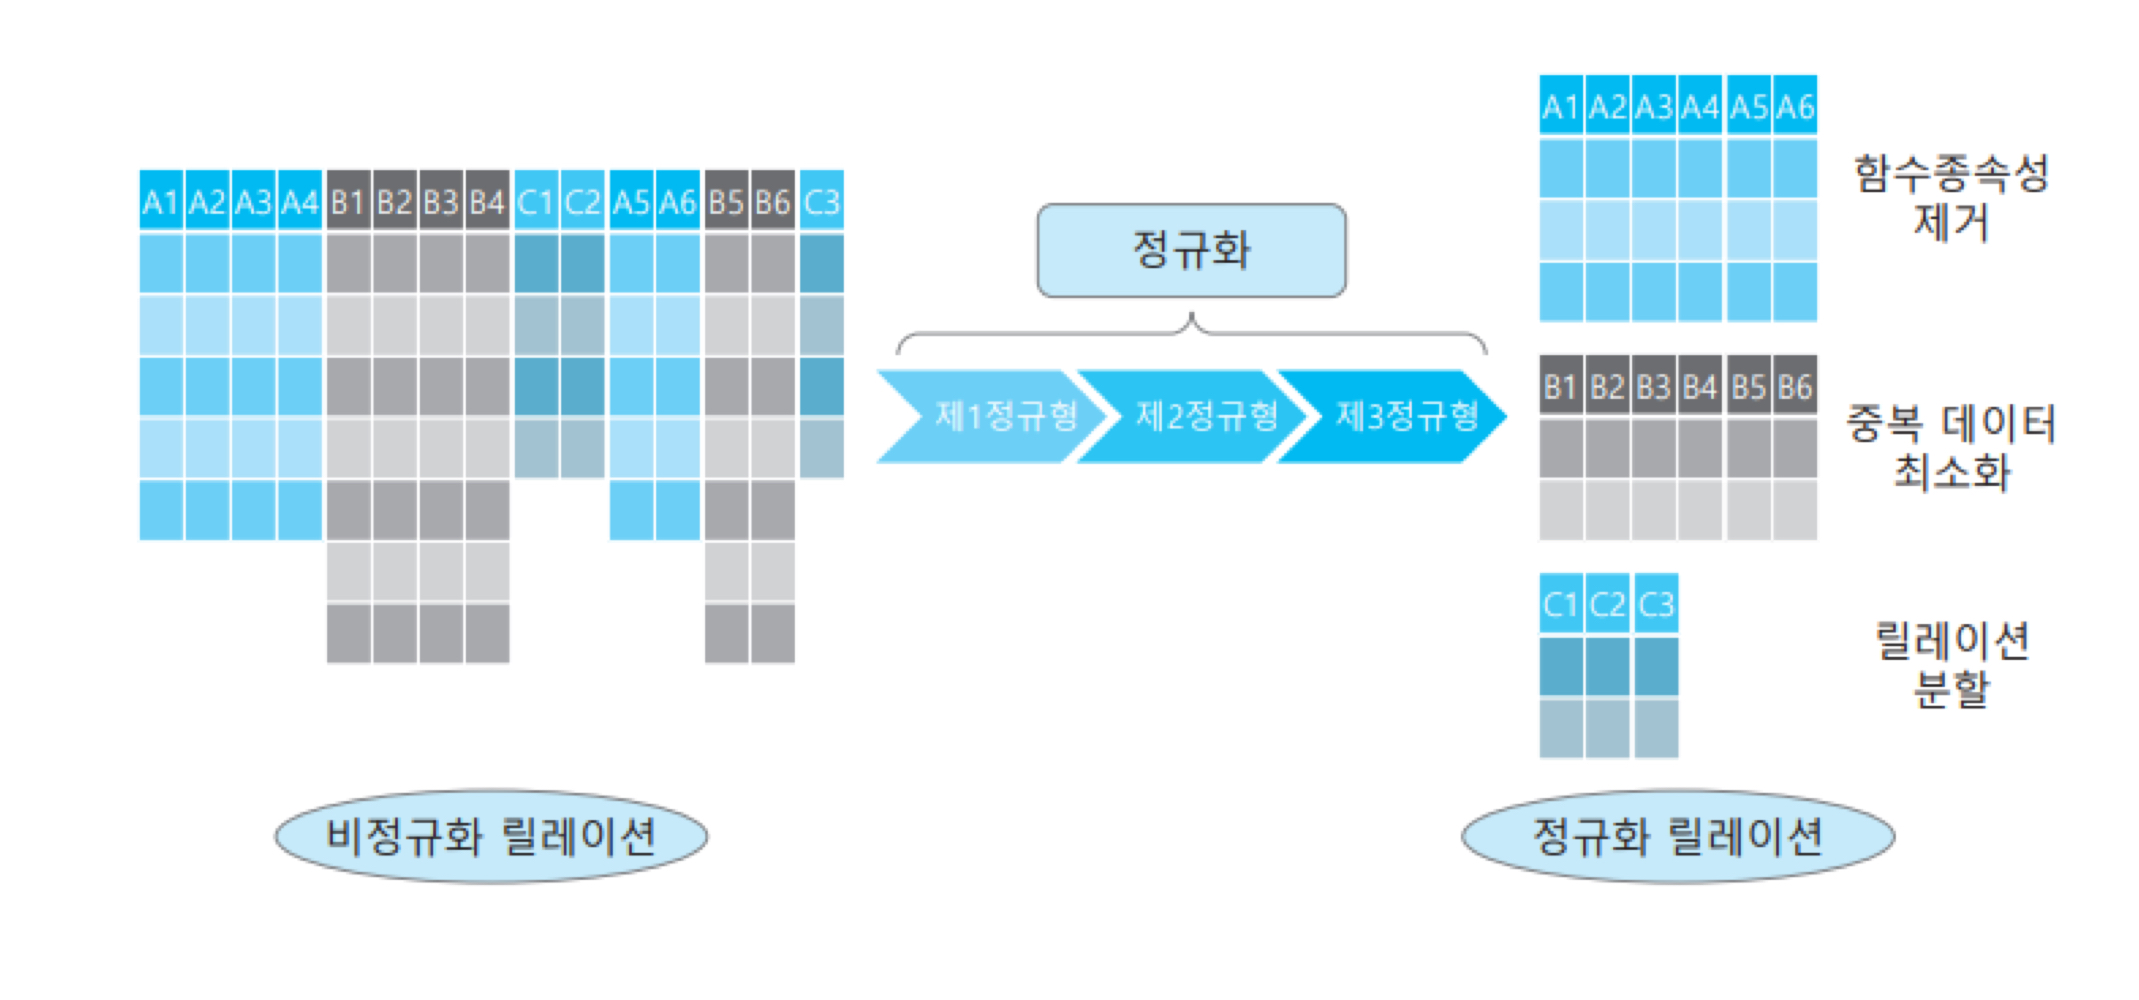 A1 A2 A3 A4 B1 B2 B3 B4 C1 C2 A5 A6 B5 B6 C3
비정규화 릴레이션
정규화
제1정규형 제2정규형 제3정규형
A1 A2 A3 A4 A5 A6
함수종속성
제거
B1 B2 B3 B4 B5 B6
중복 데이터
최소화
C1 C2 C3
릴레이션
분할
정규화 릴레이션